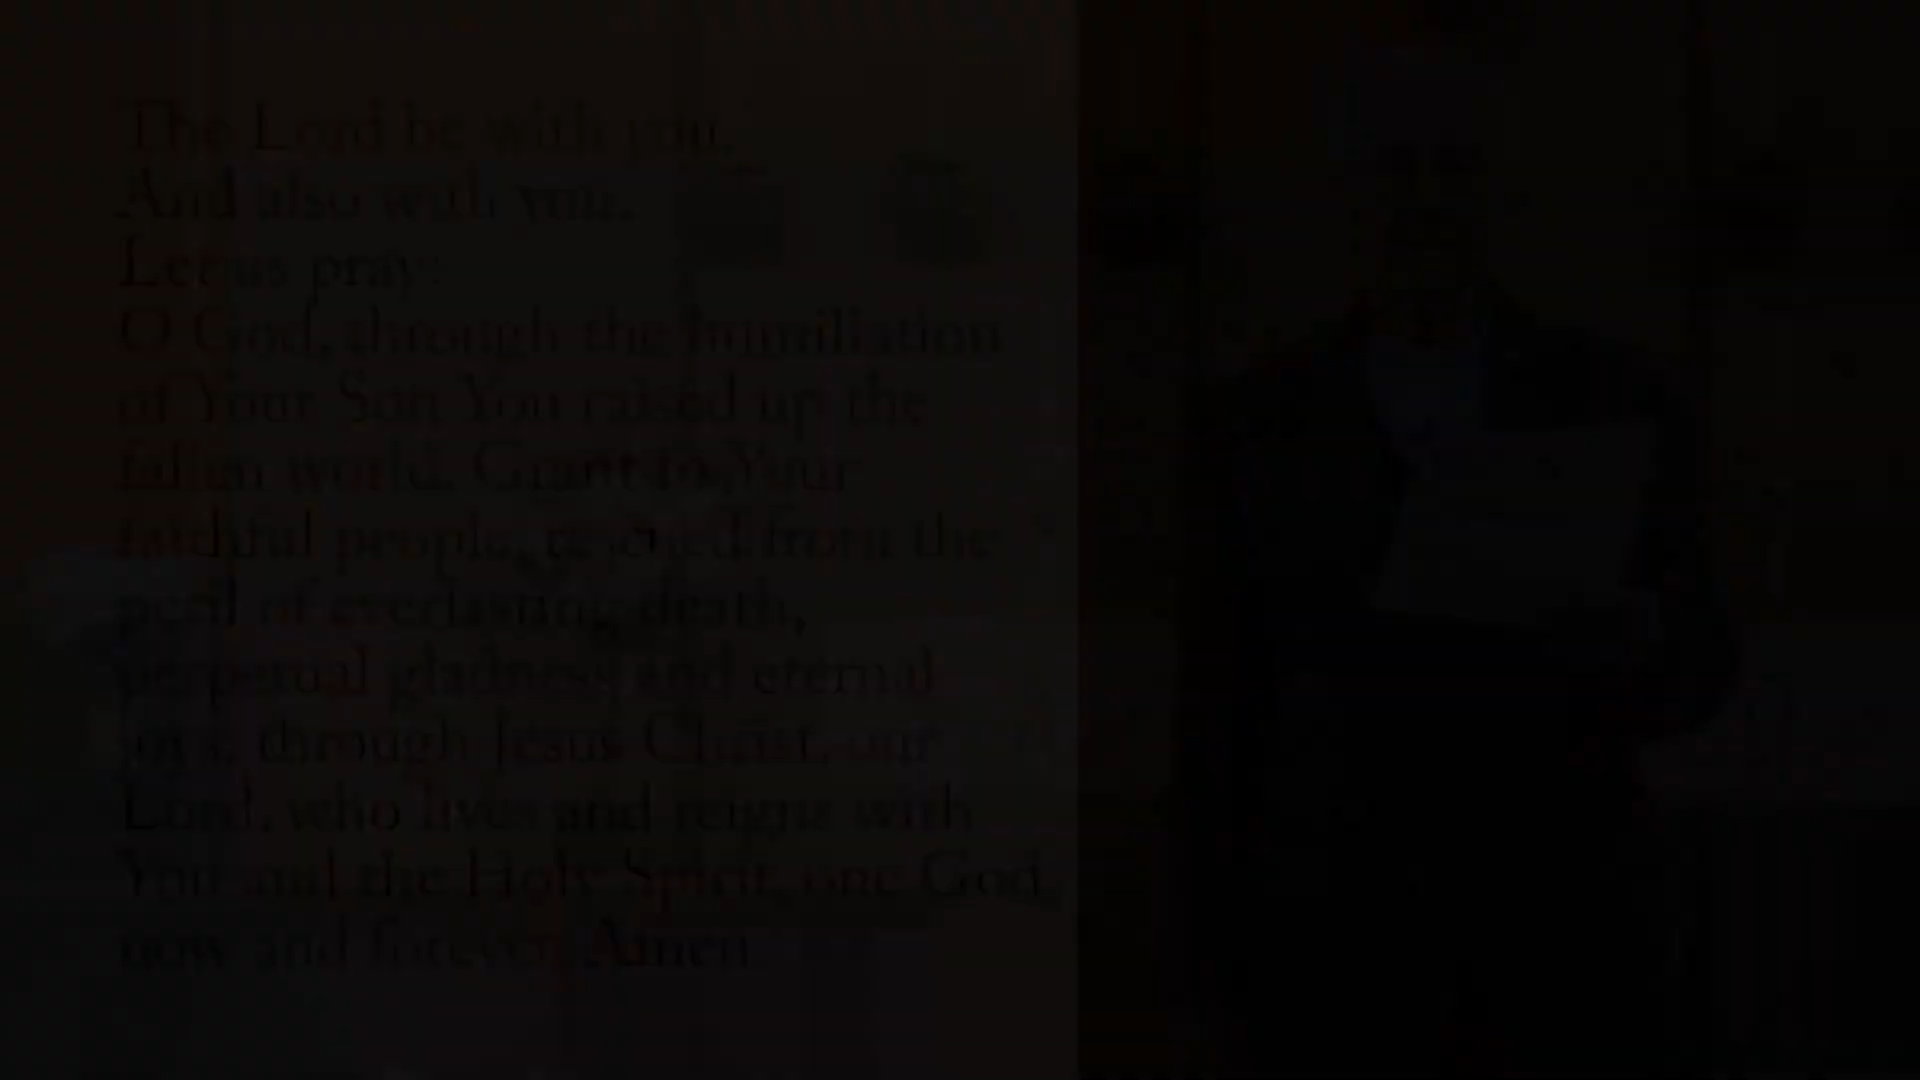 The Lord be with you.
And also with you.
Let us pray:
O God, through the humiliation
of Your Son You raised up the
fallen world. Grant to Your
faithful people, rescued from the
peril of everlasting death,
perpetual gladness and eternal
joys; through Jesus Christ, our
Lord, who lives and reigns with
You and the Holy Spirit, one God,
now and forever. Amen